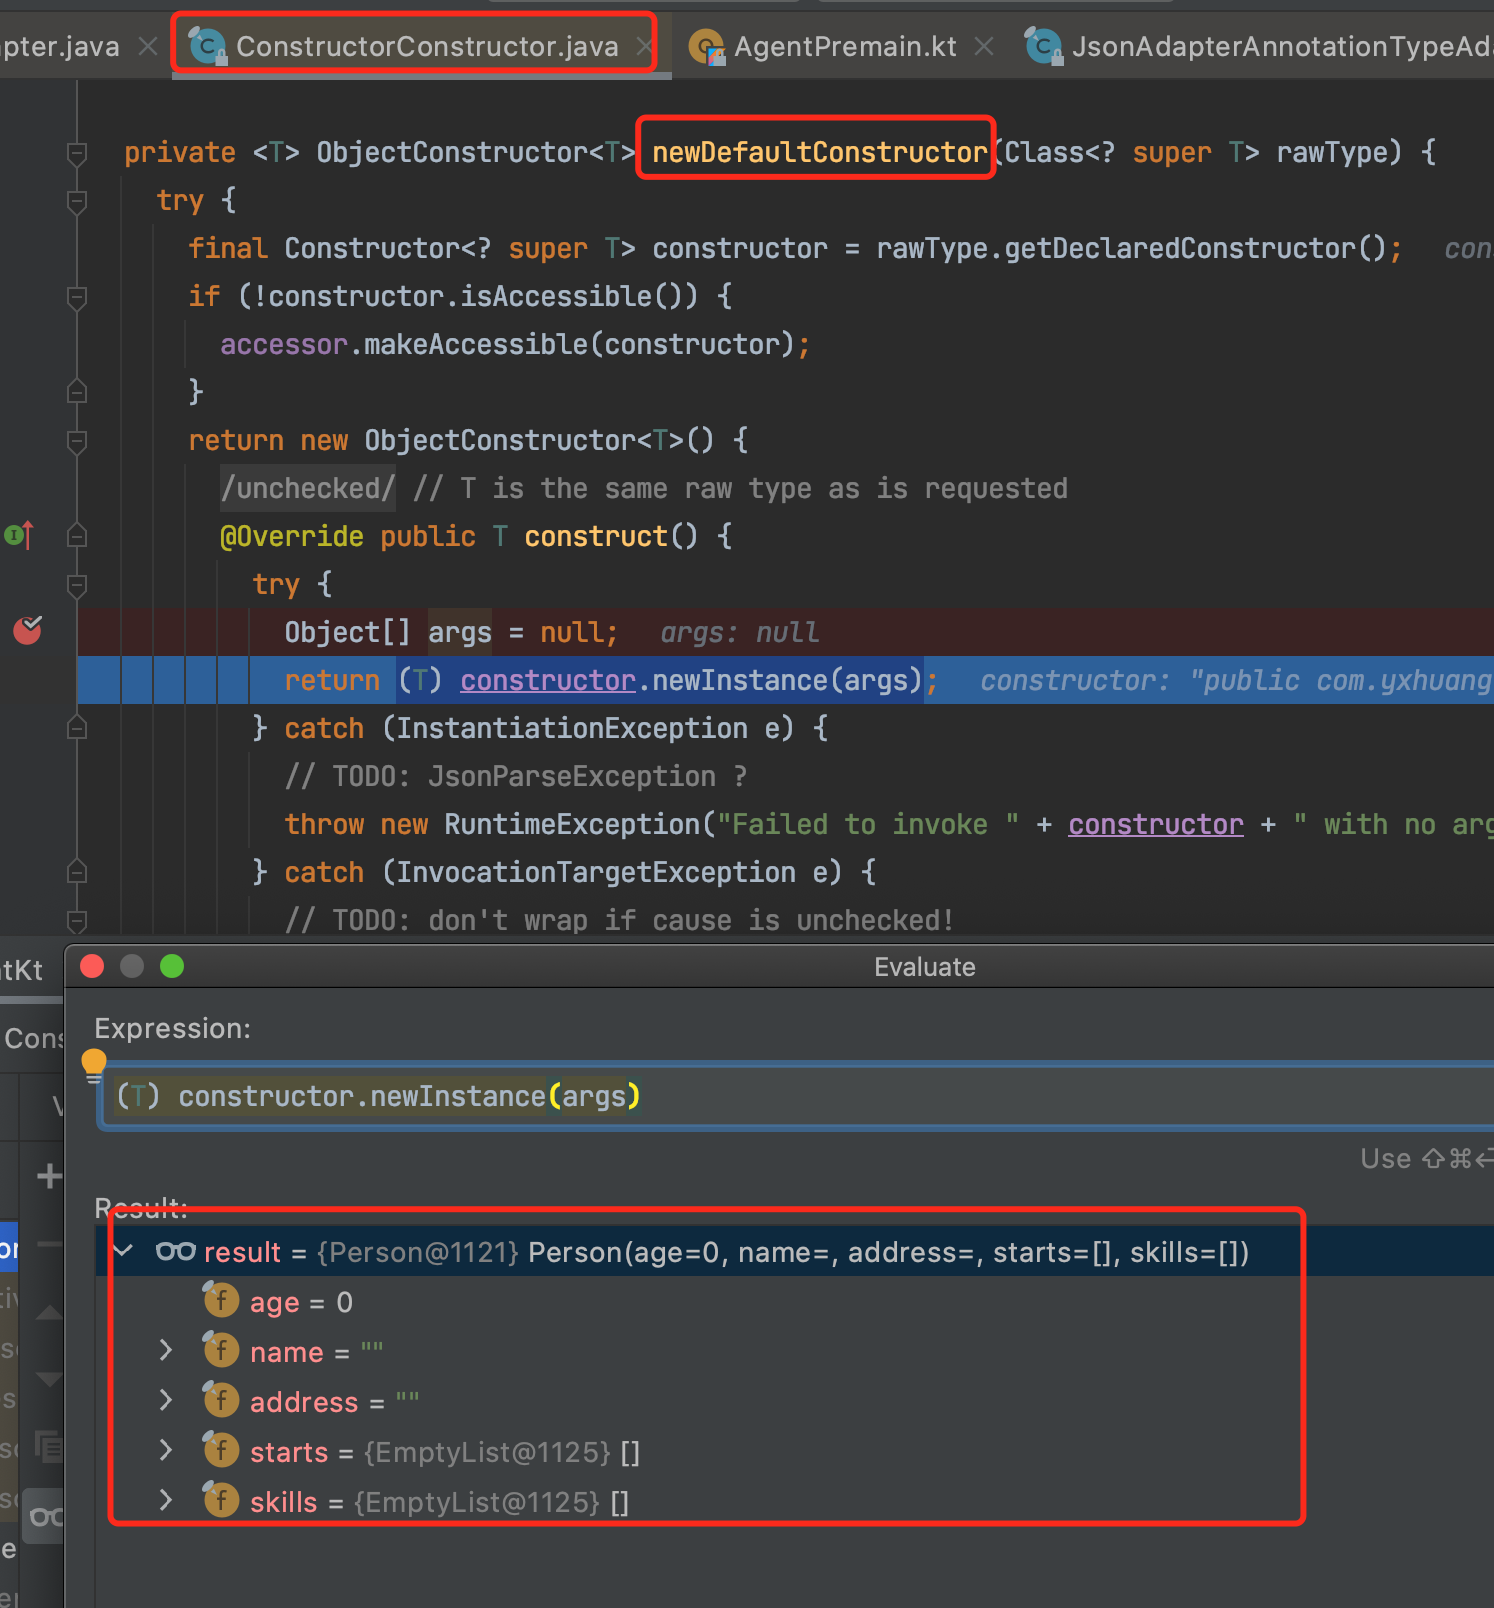 pter.java ConstructorConstructor.java AgentPremain.kt JsonAdapterAnnotationTypeAd
private <T> ObjectConstructor<T> newDefaultConstructor(Class<? super T> rawType) {
try {
final Constructor<? super T> constructor = rawType.getDeclaredConstructor(); con
if (!constructor.isAccessible()) {
accessor.makeAccessible(constructor);
}
return new ObjectConstructor<T>() {
/unchecked/ // T is the same raw type as is requested
@Override public T construct() {
try {
Object[] args = null; args: null
return (T) constructor.newInstance(args); constructor: "public com.yxhuang
} catch (InstantiationException e) {
// TODO: JsonParseException ?
throw new RuntimeException("Failed to invoke " + constructor + " with no arg
} catch (InvocationTargetException e) {
// TODO: don't wrap if cause is unchecked!
tKt
Evaluate
Cons
Expression:
(T) constructor.newInstance(args)
Use ⇧⌘
Result:
result = {Person@1121} Person(age=0, name=, address=, starts=[], skills=[])
age = 0
name = ""
address = ""
starts = {EmptyList@1125} []
skills = {EmptyList@1125} []